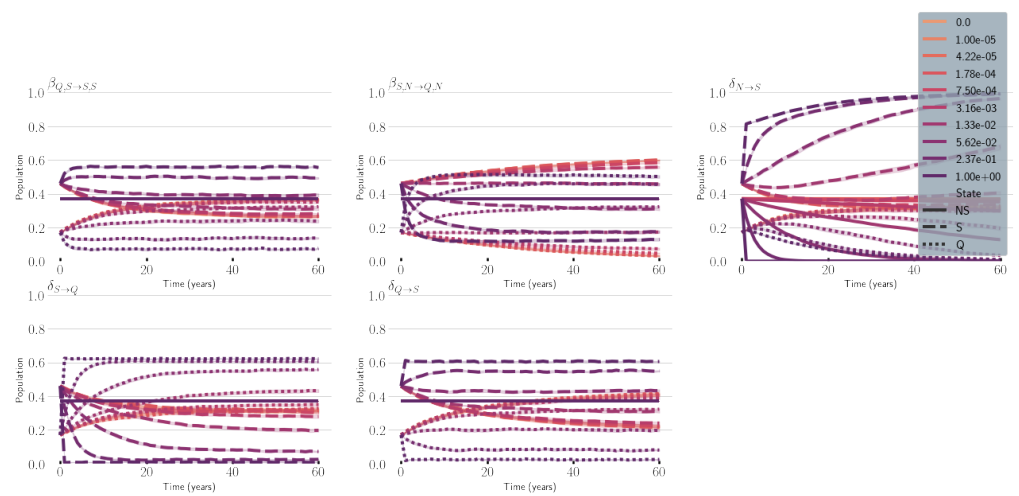 β_{Q,S→S,S}
1.0
0.8
0.6
0.4
0.2
0.0
Population
0 20 40 60
Time (years)
β_{S,N→Q,N}
1.0
0.8
0.6
0.4
0.2
0.0
Population
0 20 40 60
Time (years)
δ_{N→S}
1.0
0.8
0.6
0.4
0.2
0.0
Population
0 20 40 60
Time (years)
0.0
1.00e-05
4.22e-05
1.78e-04
7.50e-04
3.16e-03
1.33e-02
5.62e-02
2.37e-01
1.00e+00
State
NS
S
Q
δ_{S→Q}
1.0
0.8
0.6
0.4
0.2
0.0
Population
0 20 40 60
Time (years)
δ_{Q→S}
1.0
0.8
0.6
0.4
0.2
0.0
Population
0 20 40 60
Time (years)